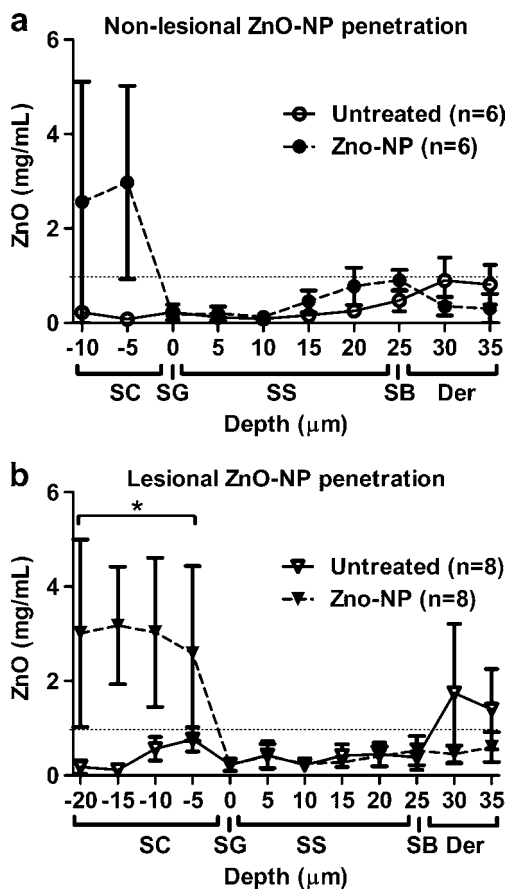 a
Non-lesional ZnO-NP penetration
6
4
2
0
ZnO (mg/mL)
Untreated (n=6)
Zno-NP (n=6)
-10 -5 0 5 10 15 20 25 30 35
SC SG SS SB Der
Depth (μm)
b
Lesional ZnO-NP penetration
6
4
2
0
ZnO (mg/mL)
*
Untreated (n=8)
Zno-NP (n=8)
-20 -15 -10 -5 0 5 10 15 20 25 30 35
SC SG SS SB Der
Depth (μm)